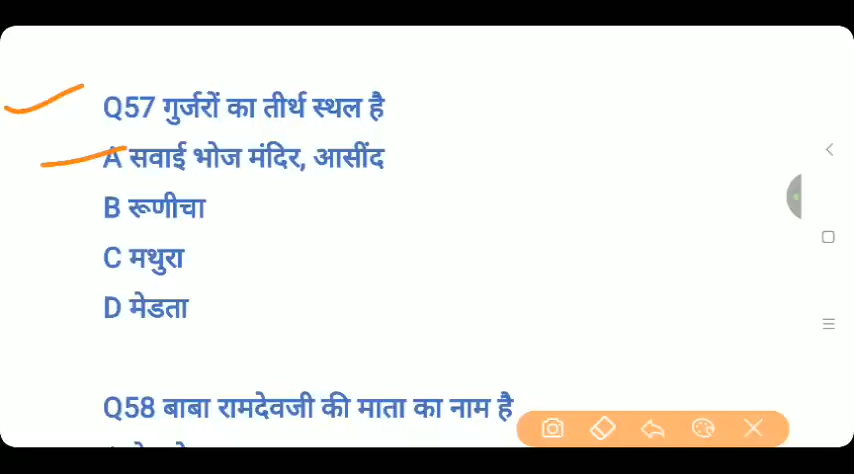 Q57 गुर्जरों का तीर्थ स्थल है
A सवाई भोज मंदिर, आसींद
B रूणीचा
C मथुरा
D मेडता
Q58 बाबा रामदेवजी की माता का नाम है